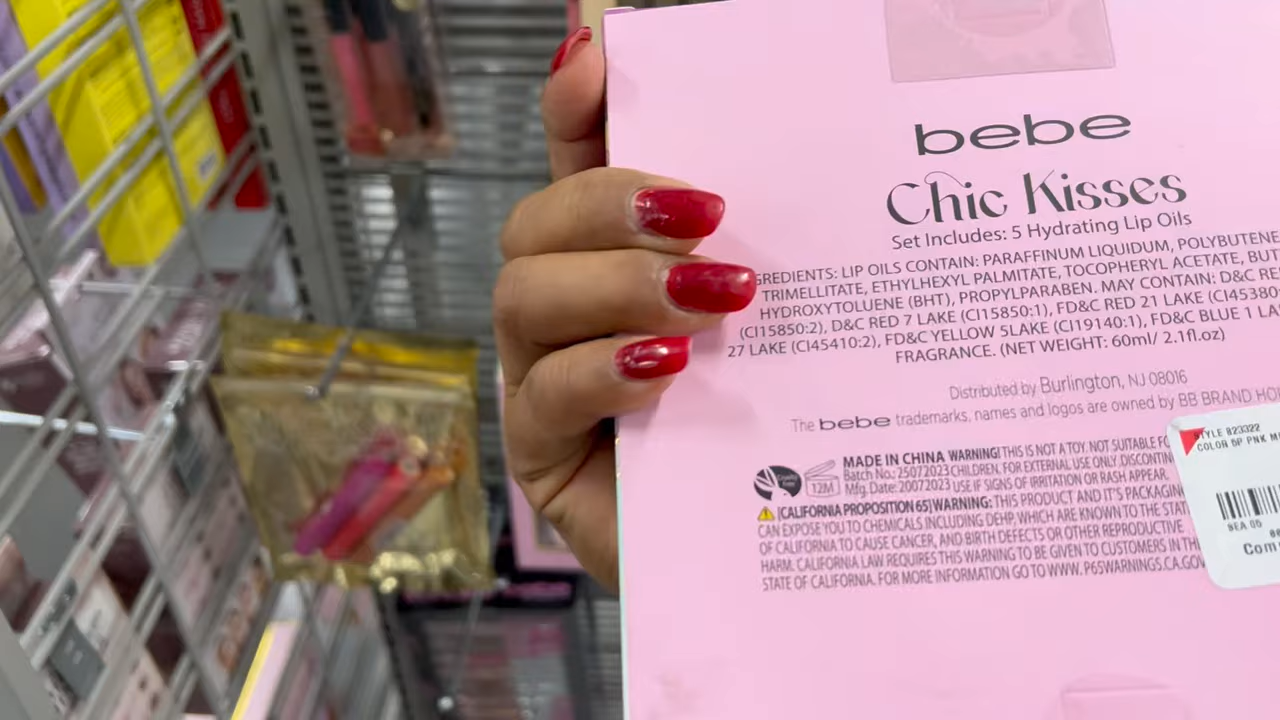 bebe
Chic Kisses
Set Includes: 5 Hydrating Lip Oils
GREDIENTS: LIP OILS CONTAIN: PARAFFINUM LIQUIDUM, POLYBUTENE
TRIMELLITATE, ETHYLHEXYL PALMITATE, TOCOPHERYL ACETATE, BUT
HYDROXYTOLUENE (BHT), PROPYLPARABEN. MAY CONTAIN: D&C RE
(CI15850:2), D&C RED 7 LAKE (CI15850:1), FD&C RED 21 LAKE (CI45380:
27 LAKE (CI45410:2), FD&C YELLOW 5LAKE (CI19140:1), FD&C BLUE 1 LA
FRAGRANCE. (NET WEIGHT: 60ml/ 2.1fl.oz)
Distributed by Burlington, NJ 08016
The bebe trademarks, names and logos are owned by BB BRAND HO
MADE IN CHINA WARNING! THIS IS NOT A TOY. NOT SUITABLE FO
Batch No.: 25072023 CHILDREN. FOR EXTERNAL USE ONLY. DISCONTIN
Mfg. Date: 20072023 USE IF SIGNS OF IRRITATION OR RASH APPEAR.
Cruelty Free
12M
[CALIFORNIA PROPOSITION 65] WARNING: THIS PRODUCT AND IT'S PACKAGIN
CAN EXPOSE YOU TO CHEMICALS INCLUDING DEHP, WHICH ARE KNOWN TO THE STAT
OF CALIFORNIA TO CAUSE CANCER, AND BIRTH DEFECTS OR OTHER REPRODUCTIVE
HARM. CALIFORNIA LAW REQUIRES THIS WARNING TO BE GIVEN TO CUSTOMERS IN TH
STATE OF CALIFORNIA. FOR MORE INFORMATION GO TO WWW.P65WARNINGS.CA.GOV
STYLE 823322
COLOR 5P PNK M
SEA 05
Com